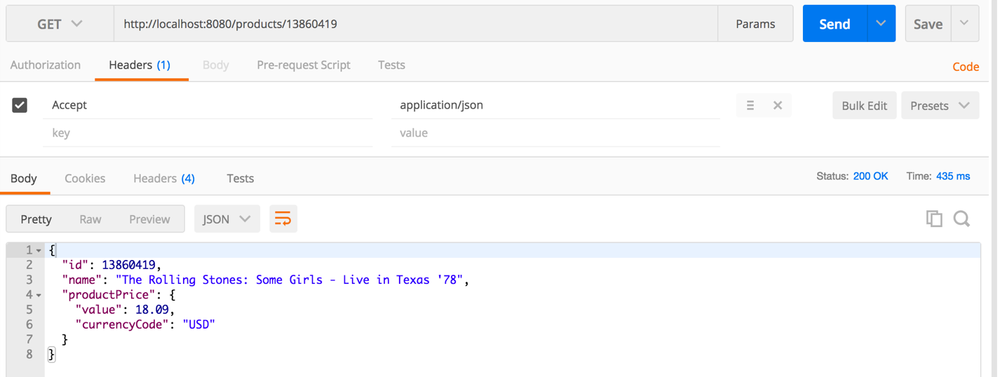 GET http://localhost:8080/products/13860419 Params Send Save
Authorization Headers (1) Body Pre-request Script Tests Code
Accept application/json Bulk Edit Presets
key value
Body Cookies Headers (4) Tests Status: 200 OK Time: 435 ms
Pretty Raw Preview JSON
1 {
2 "id": 13860419,
3 "name": "The Rolling Stones: Some Girls - Live in Texas '78",
4 "productPrice": {
5 "value": 18.09,
6 "currencyCode": "USD"
7 }
8 }